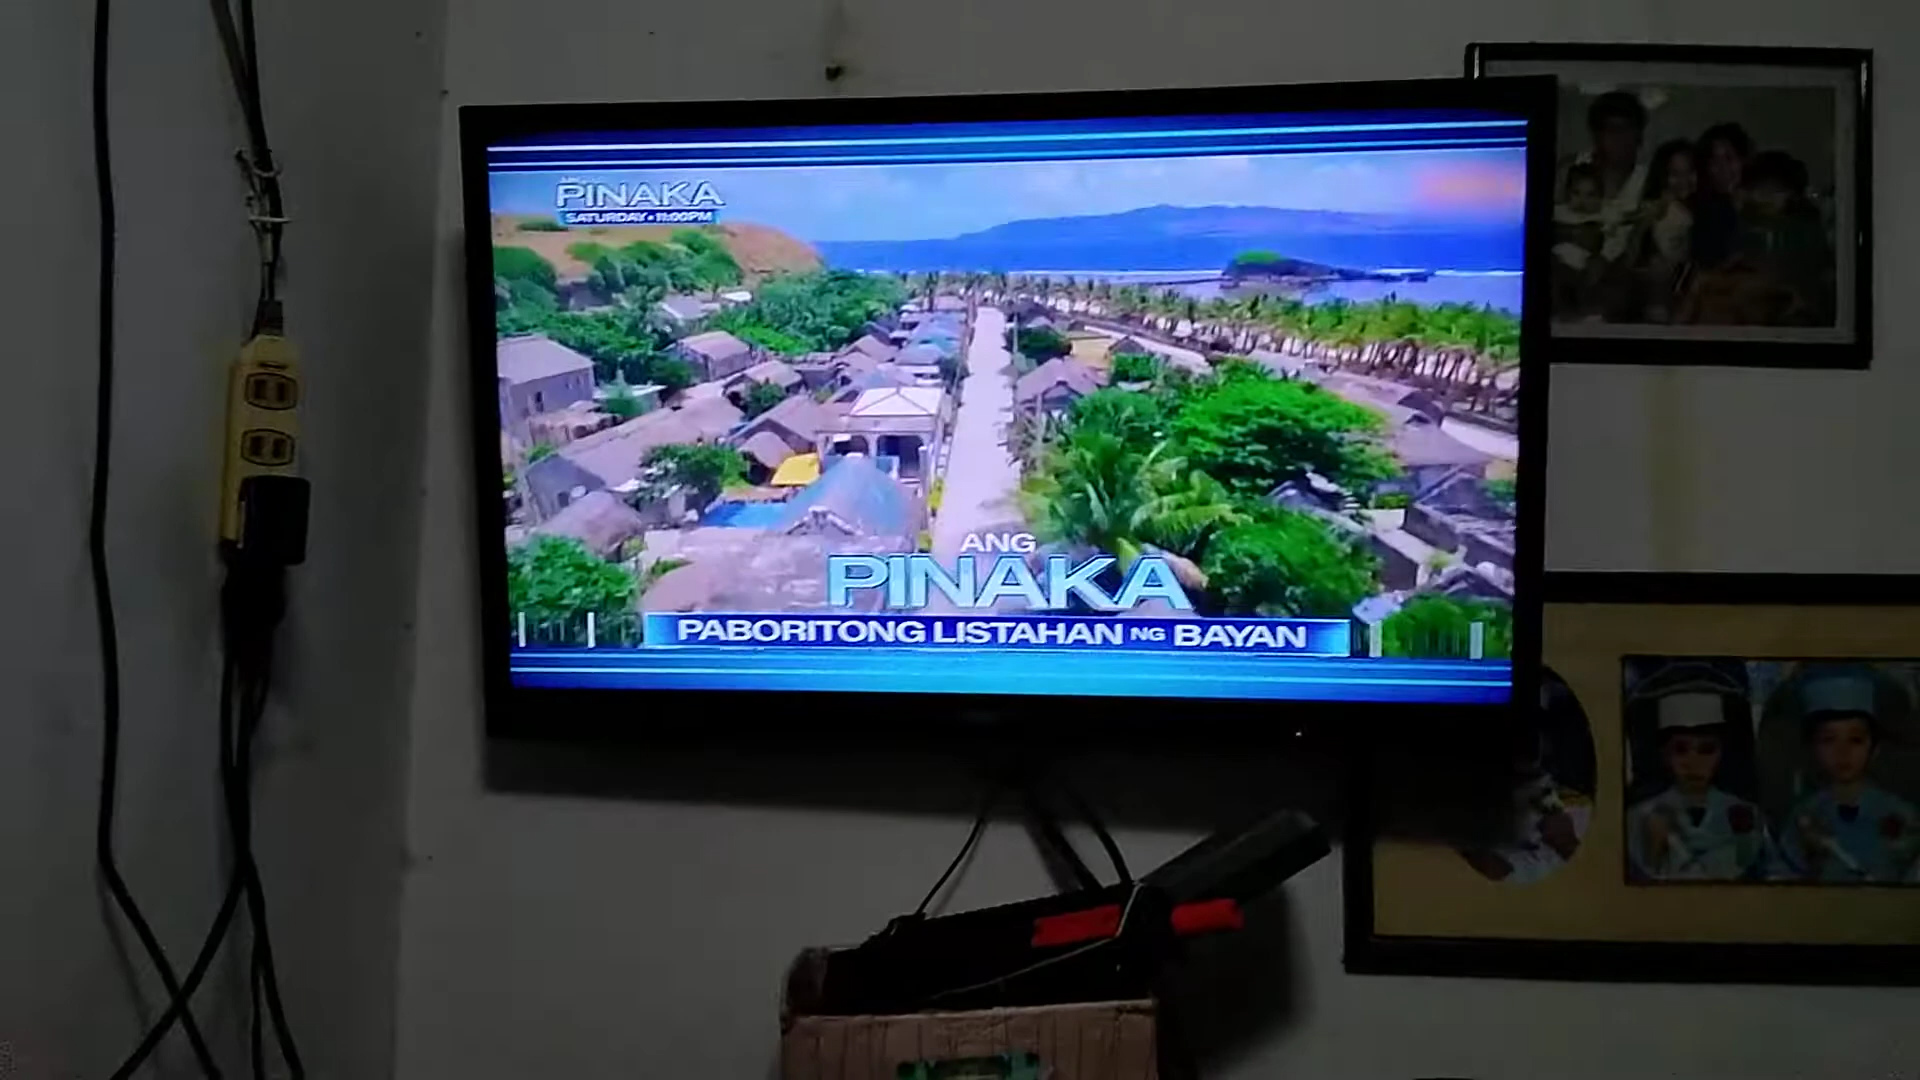 PINAKA
SATURDAY • 11:00PM
ANG
PINAKA
PABORITONG LISTAHAN NG BAYAN